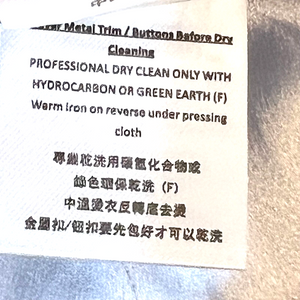 Cover Metal Trim / Buttons Before Dry
Cleaning
PROFESSIONAL DRY CLEAN ONLY WITH
HYDROCARBON OR GREEN EARTH (F)
Warm iron on reverse under pressing
cloth
專業乾洗用碳氫化合物或
綠色環保乾洗 (F)
中溫燙衣反轉底去燙
金屬扣/鈕扣要先包好才可以乾洗